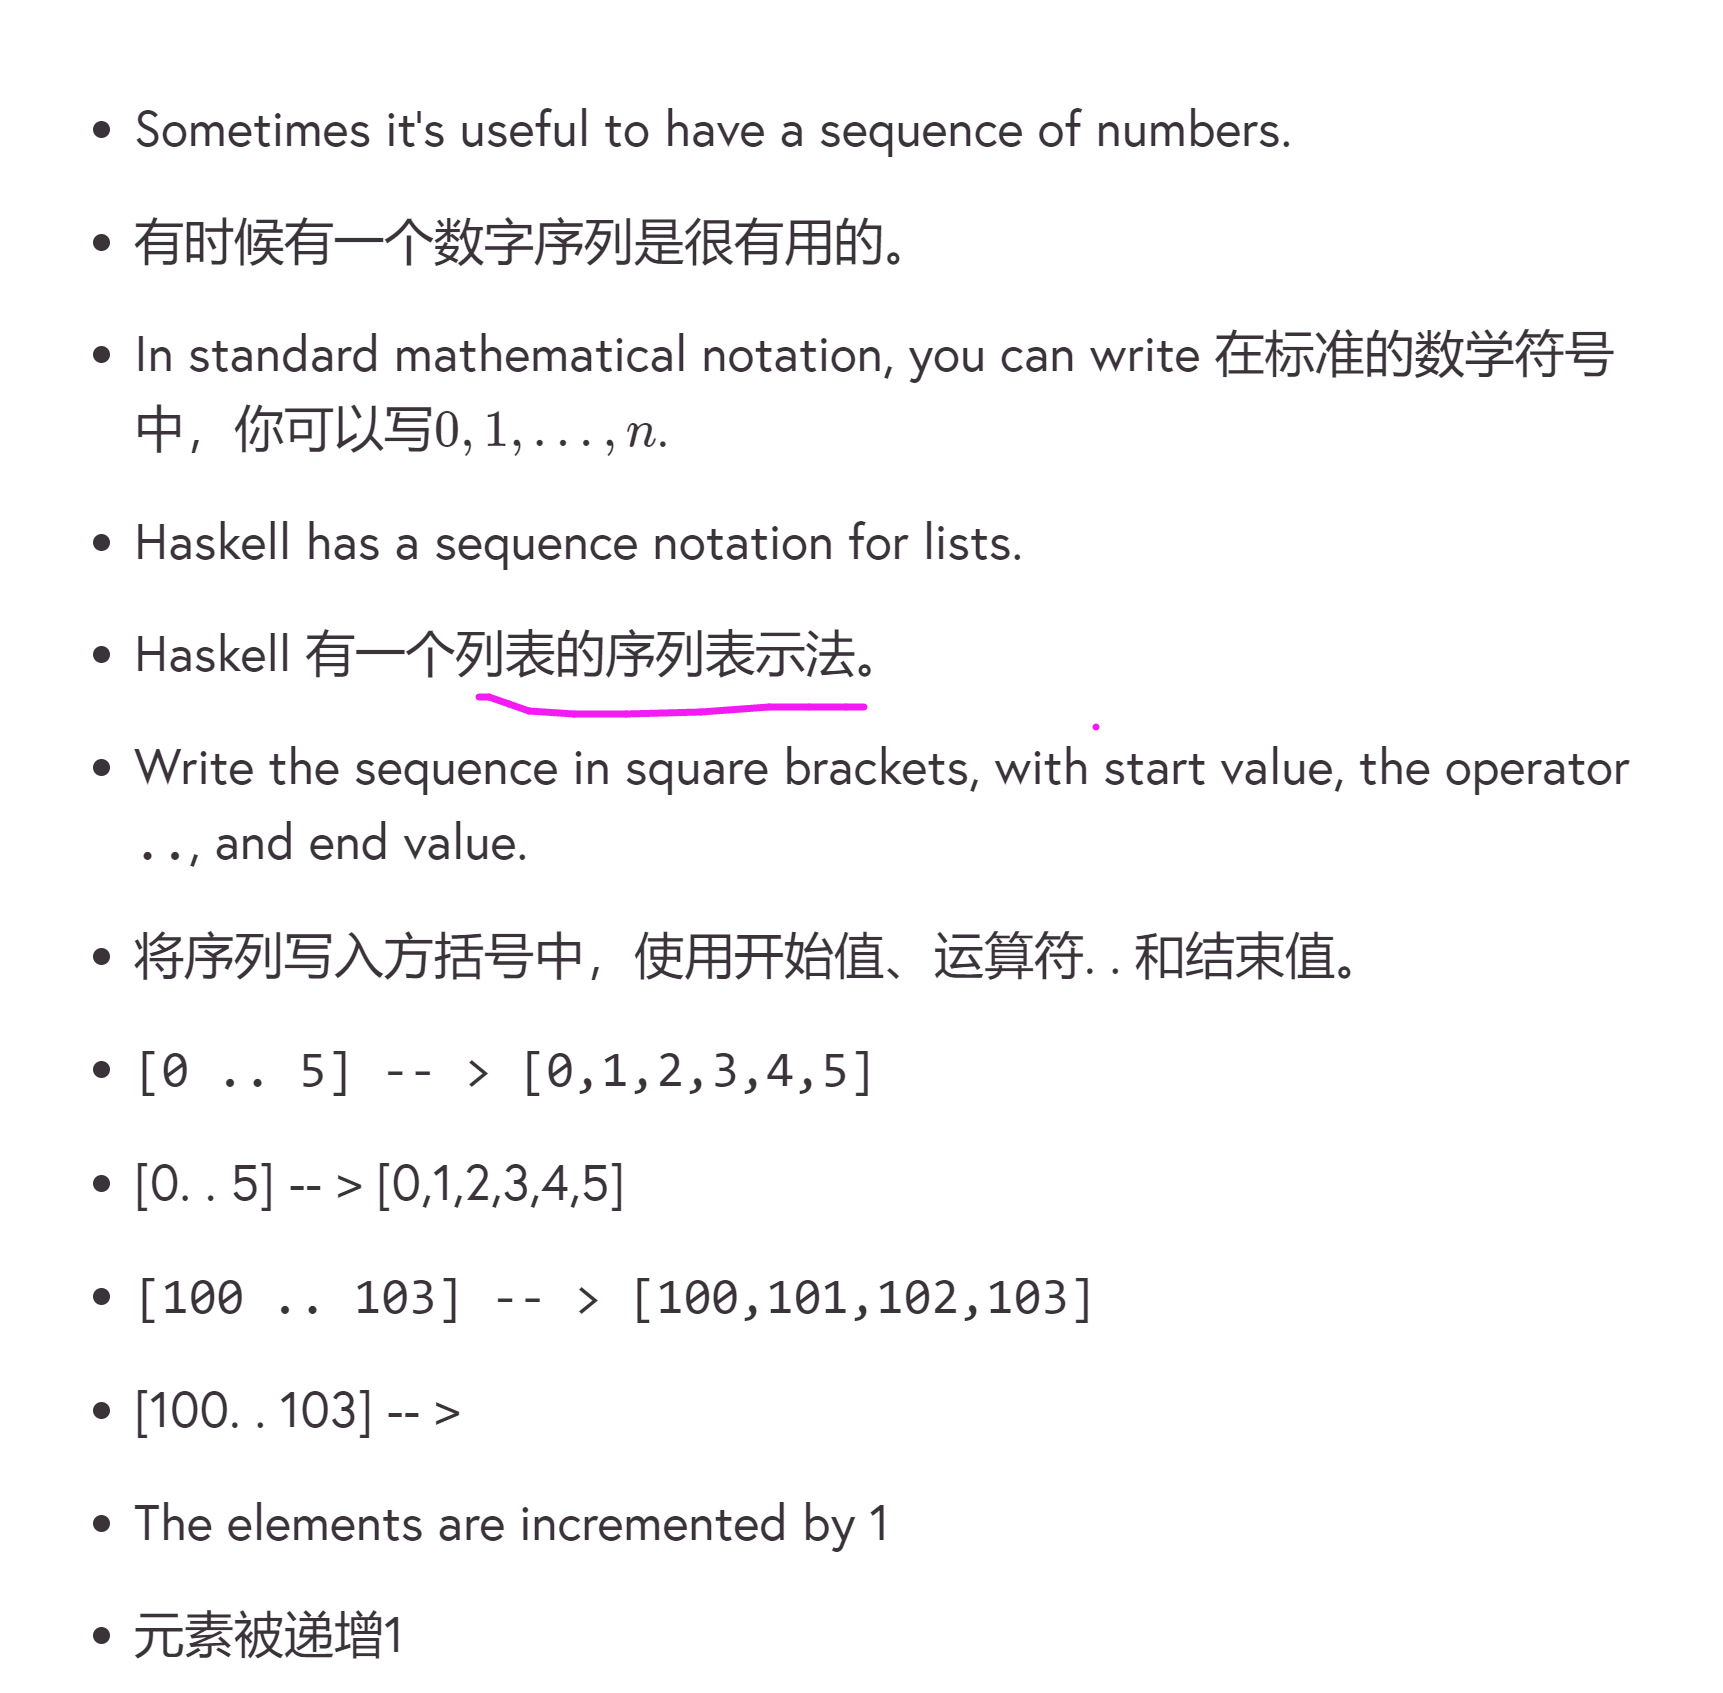 Sometimes it's useful to have a sequence of numbers.
有时候有一个数字序列是很有用的。
In standard mathematical notation, you can write 在标准的数学符号
中，你可以写0, 1, . . . , n.
Haskell has a sequence notation for lists.
Haskell 有一个列表的序列表示法。
Write the sequence in square brackets, with start value, the operator
.., and end value.
将序列写入方括号中，使用开始值、运算符. . 和结束值。
[0 .. 5] -- > [0,1,2,3,4,5]
[0. . 5] -- > [0,1,2,3,4,5]
[100 .. 103] -- > [100,101,102,103]
[100. . 103] -- >
The elements are incremented by 1
元素被递增1